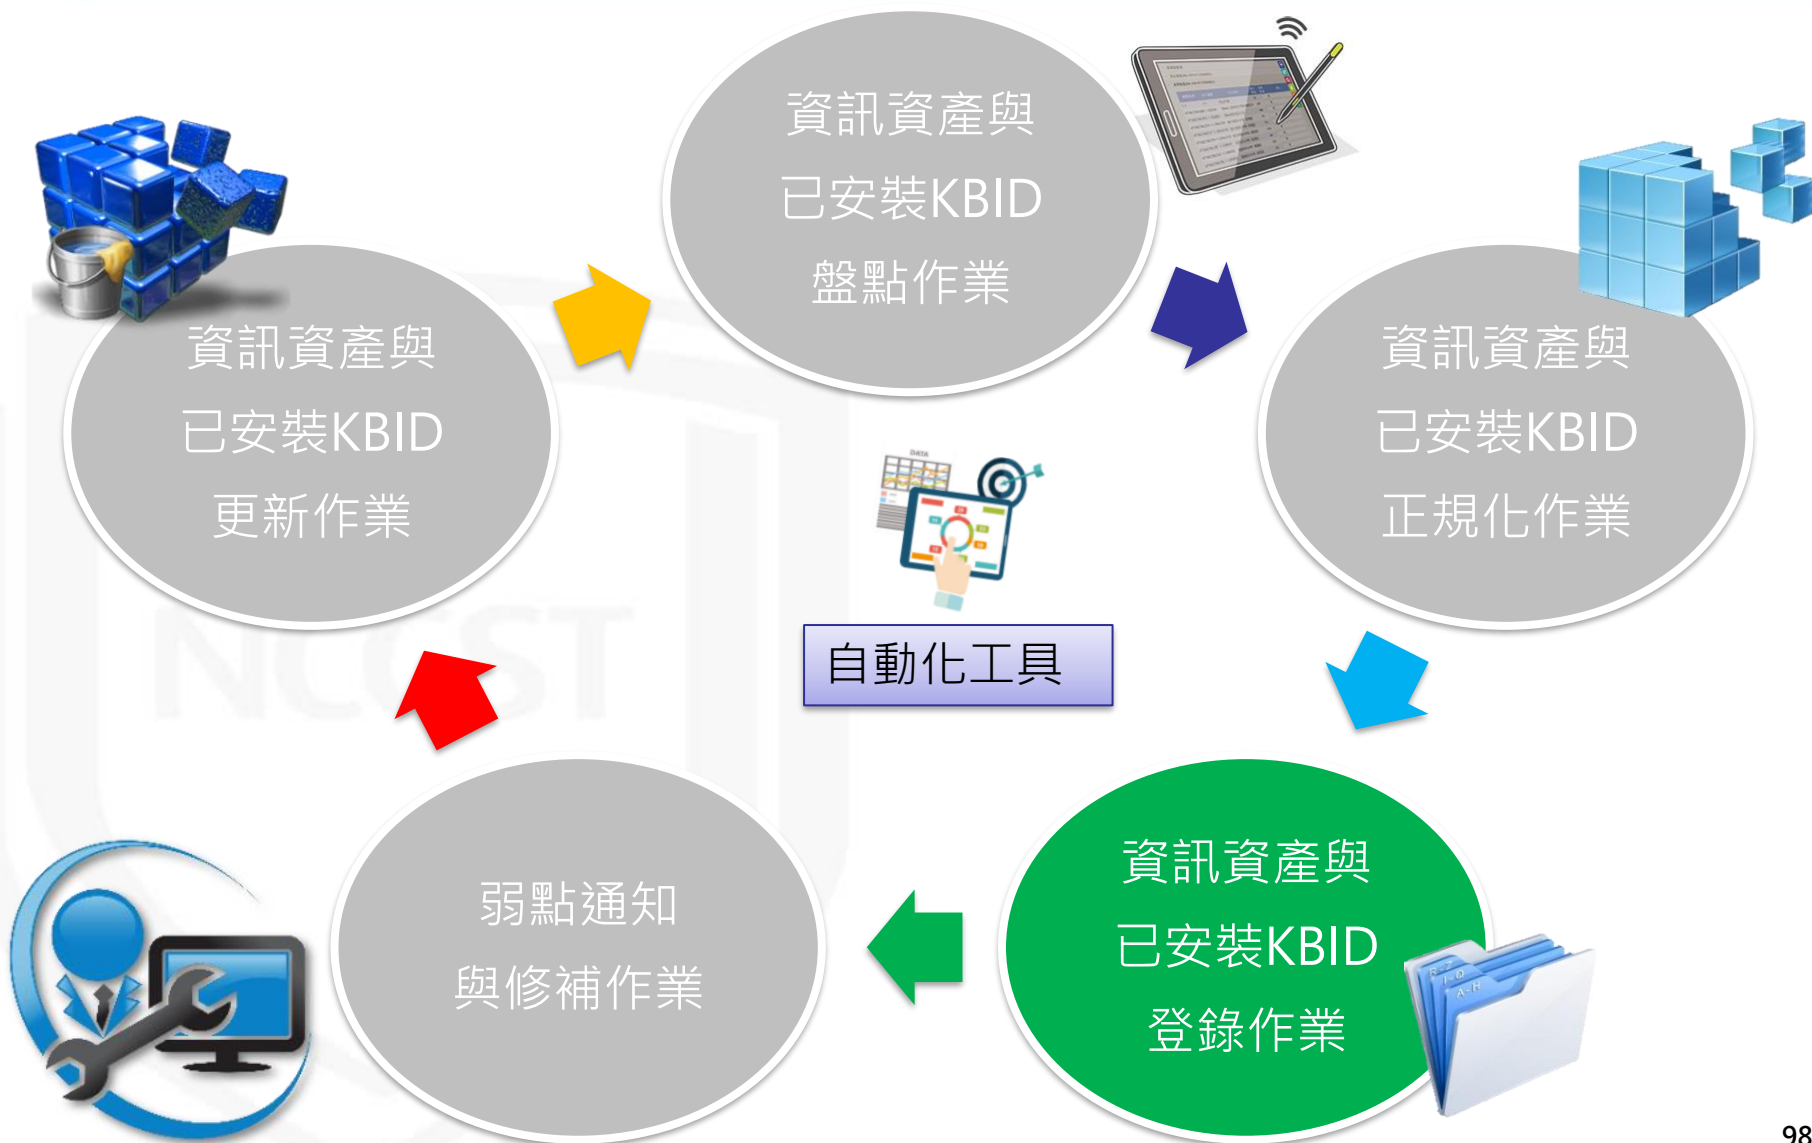 資訊資產與
已安裝KBID
盤點作業
資訊資產與
已安裝KBID
正規化作業
資訊資產與
已安裝KBID
登錄作業
R-Z
I-Q
A-H
弱點通知
與修補作業
資訊資產與
已安裝KBID
更新作業
DATA
自動化工具
NCCST
98